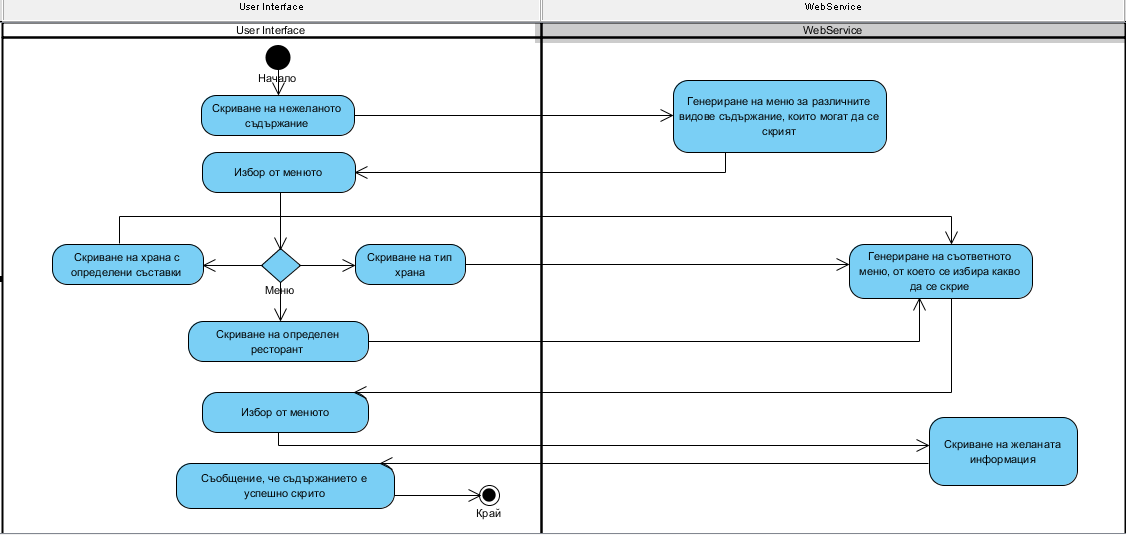 User Interface
WebService
User Interface
WebService
Начало
Скриване на нежеланото
съдържание
Генериране на меню за различните
видове съдържание, които могат да се
скрият
Избор от менюто
Скриване на храна с
определени съставки
Меню
Скриване на тип
храна
Генериране на съответното
меню, от което се избира какво
да се скрие
Скриване на определен
ресторант
Избор от менюто
Скриване на желаната
информация
Съобщение, че съдържанието е
успешно скрито
Край